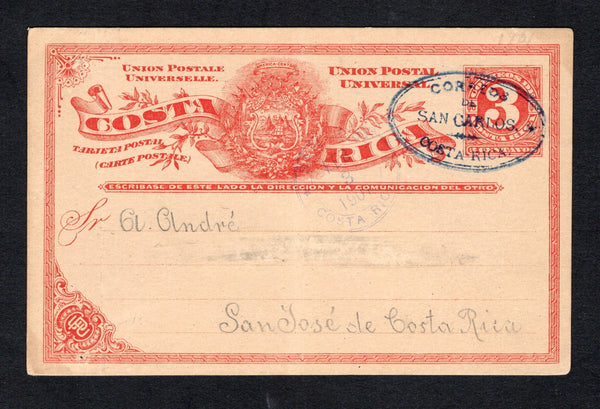 UNION POSTALE
UNIVERSELLE.
UNION POSTAL
UNIVERSAL
COSTA RICA
TARJETA POSTAL
(CARTE POSTALE)
3
CORREOS
DE
SAN CARLOS.
COSTA-RICA
ESCRIBASE DE ESTE LADO LA DIRECCION Y LA COMUNICACION DEL OTRO
COSTA RICA
Sr A. André
San José de Costa Rica
UPU